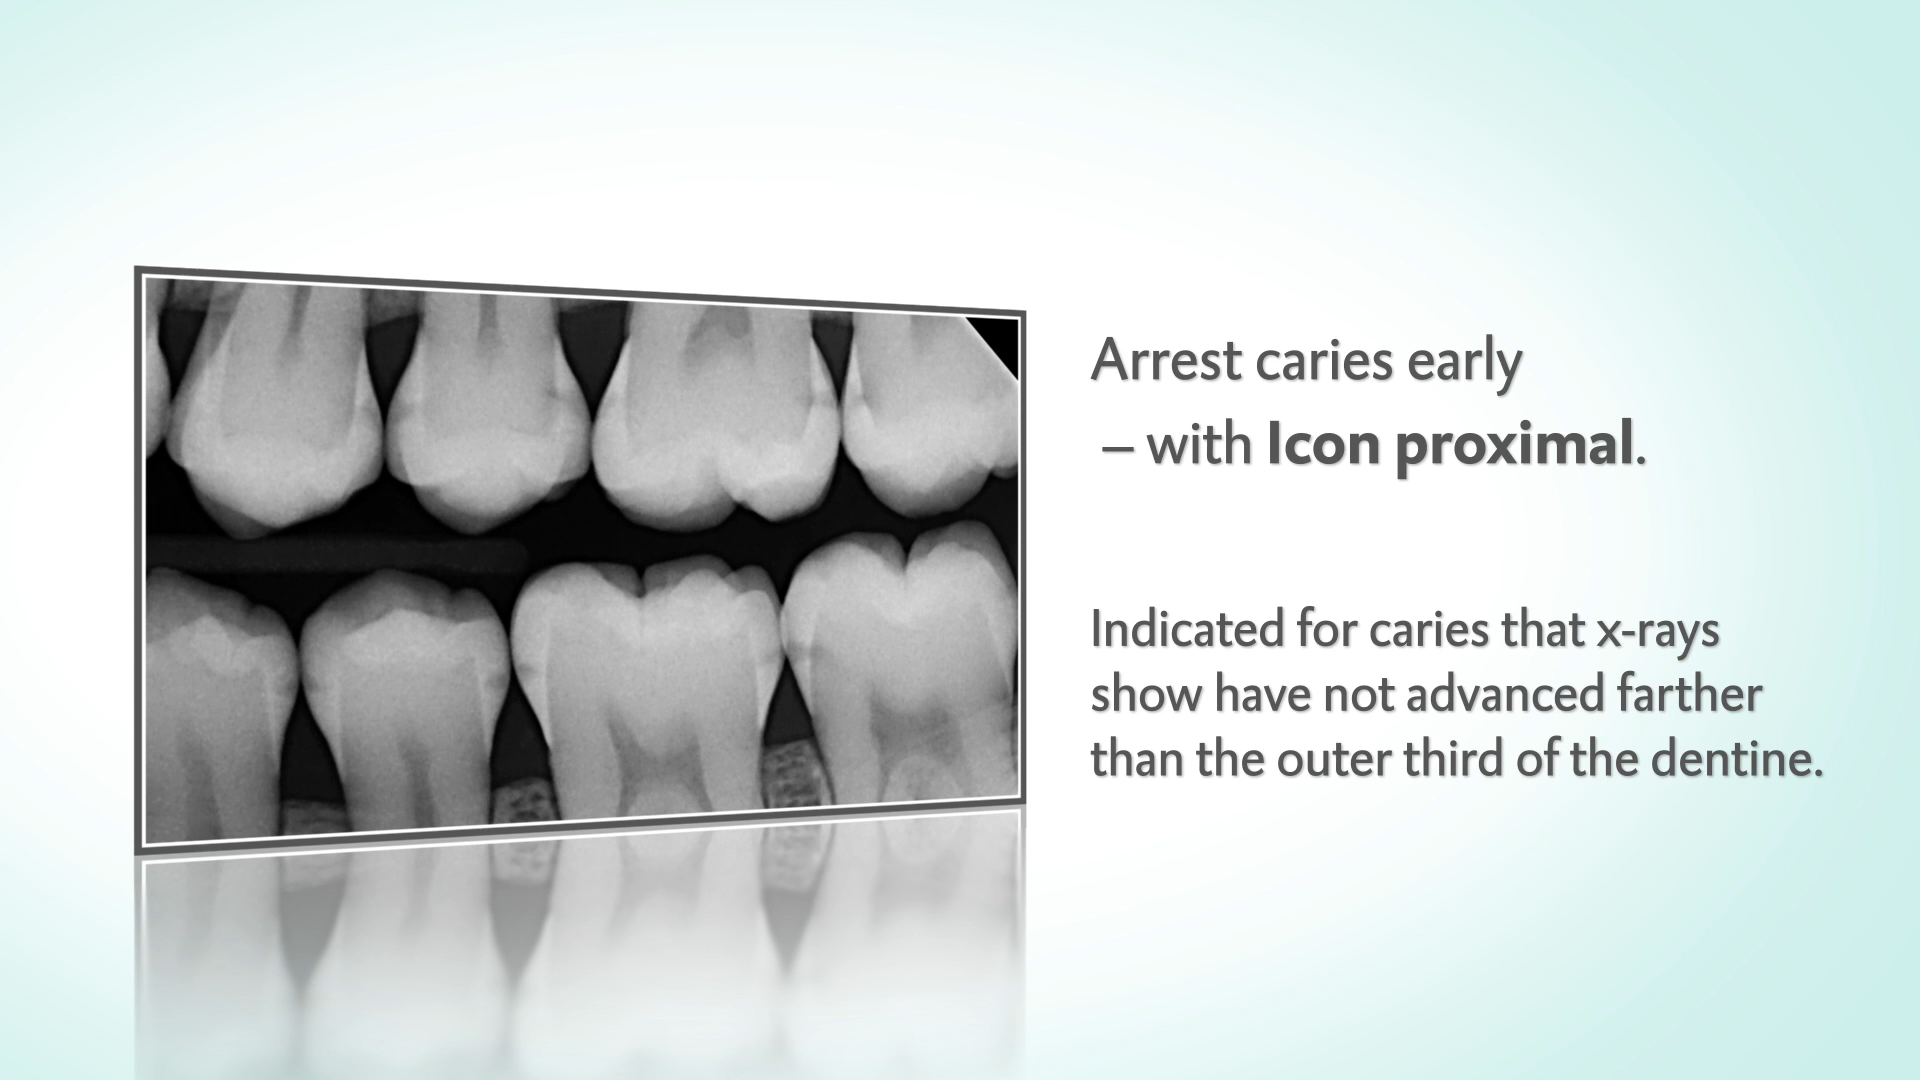 Arrest caries early
– with Icon proximal.
Indicated for caries that x-rays
show have not advanced farther
than the outer third of the dentine.